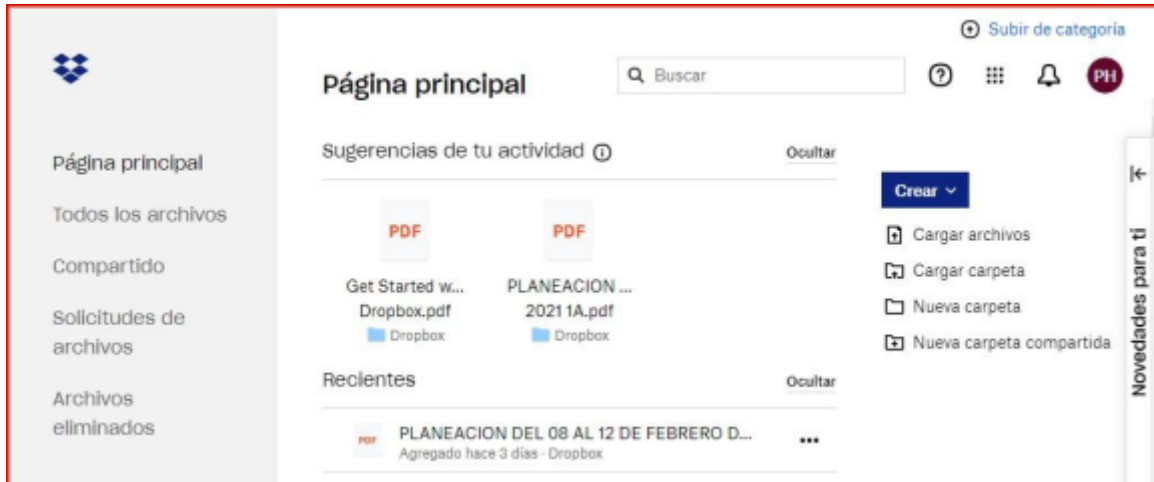 Subir de categoría
Página principal
Buscar
PH
Página principal
Todos los archivos
Compartido
Solicitudes de
archivos
Archivos
eliminados
Sugerencias de tu actividad
Ocultar
PDF
Get Started w...
Dropbox.pdf
Dropbox
PDF
PLANEACION ...
2021 1A.pdf
Dropbox
Recientes
Ocultar
PDF
PLANEACION DEL 08 AL 12 DE FEBRERO D...
Agregado hace 3 días · Dropbox
Crear
Cargar archivos
Cargar carpeta
Nueva carpeta
Nueva carpeta compartida
Novedades para ti